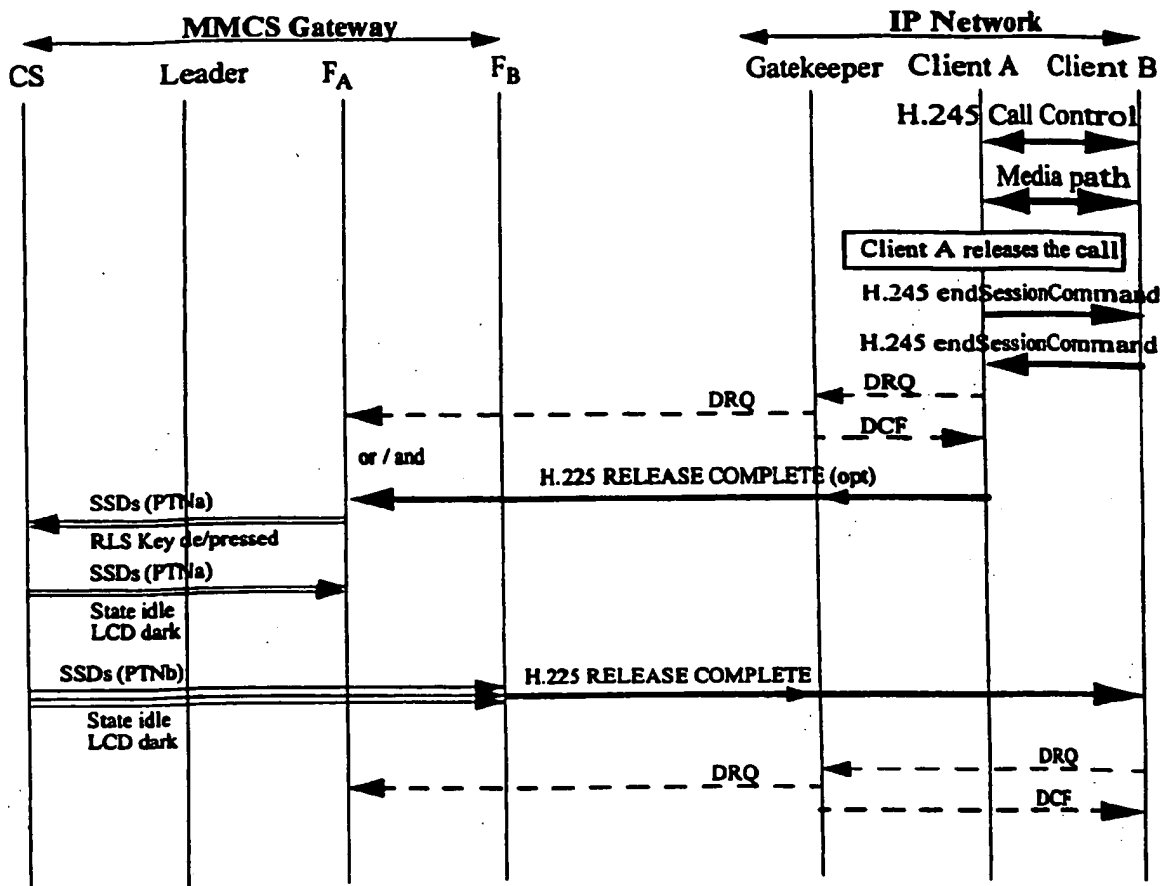 MMCS Gateway
IP Network
CS
Leader
FA
FB
Gatekeeper
Client A
Client B
H.245 Call Control
Media path
Client A releases the call
H.245 endSessionCommand
H.245 endSessionCommand
DRQ
DRQ
DCF
or / and
H.225 RELEASE COMPLETE (opt)
SSDs (PTNa)
RLS Key de/pressed
SSDs (PTNa)
State idle
LCD dark
SSDs (PTNb)
H.225 RELEASE COMPLETE
State idle
LCD dark
DRQ
DRQ
DCF